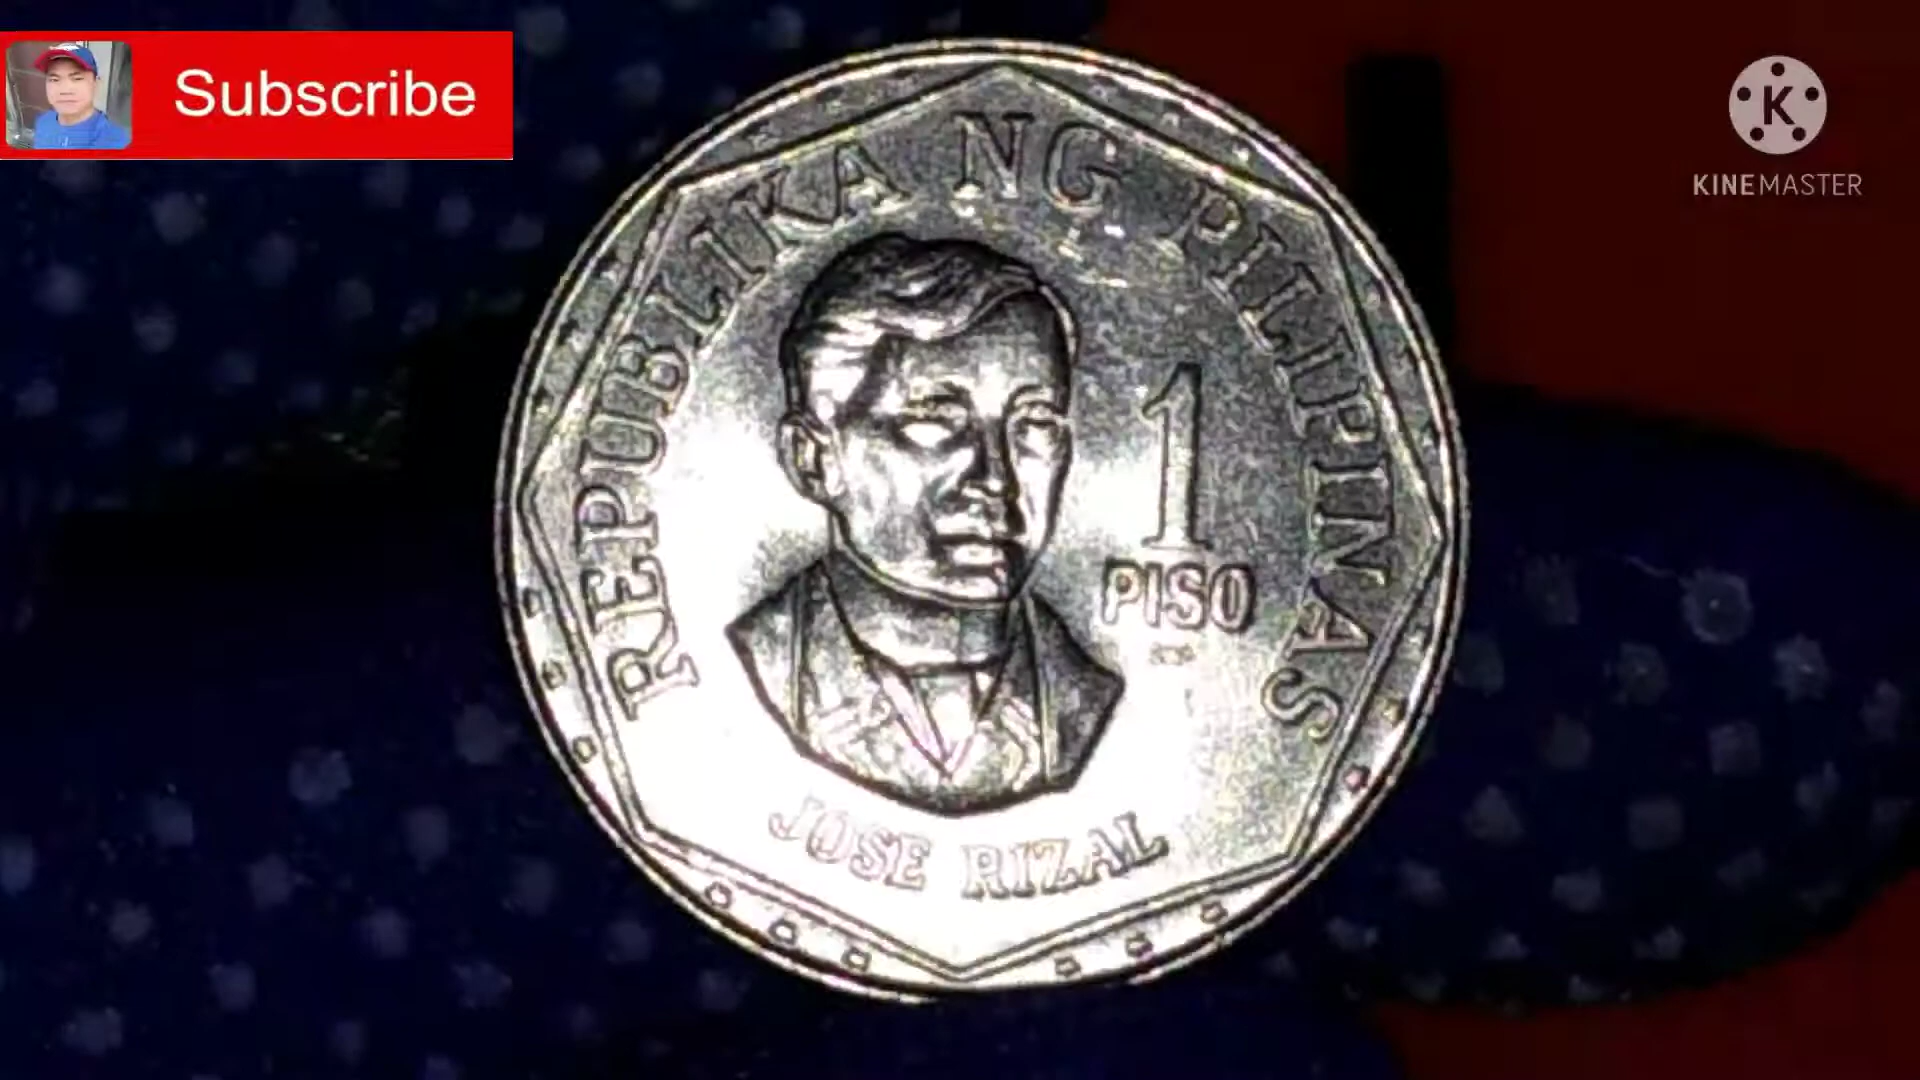 Subscribe
K
KINEMASTER
REPUBLIKA NG PILIPINAS
1
PISO
JOSE RIZAL